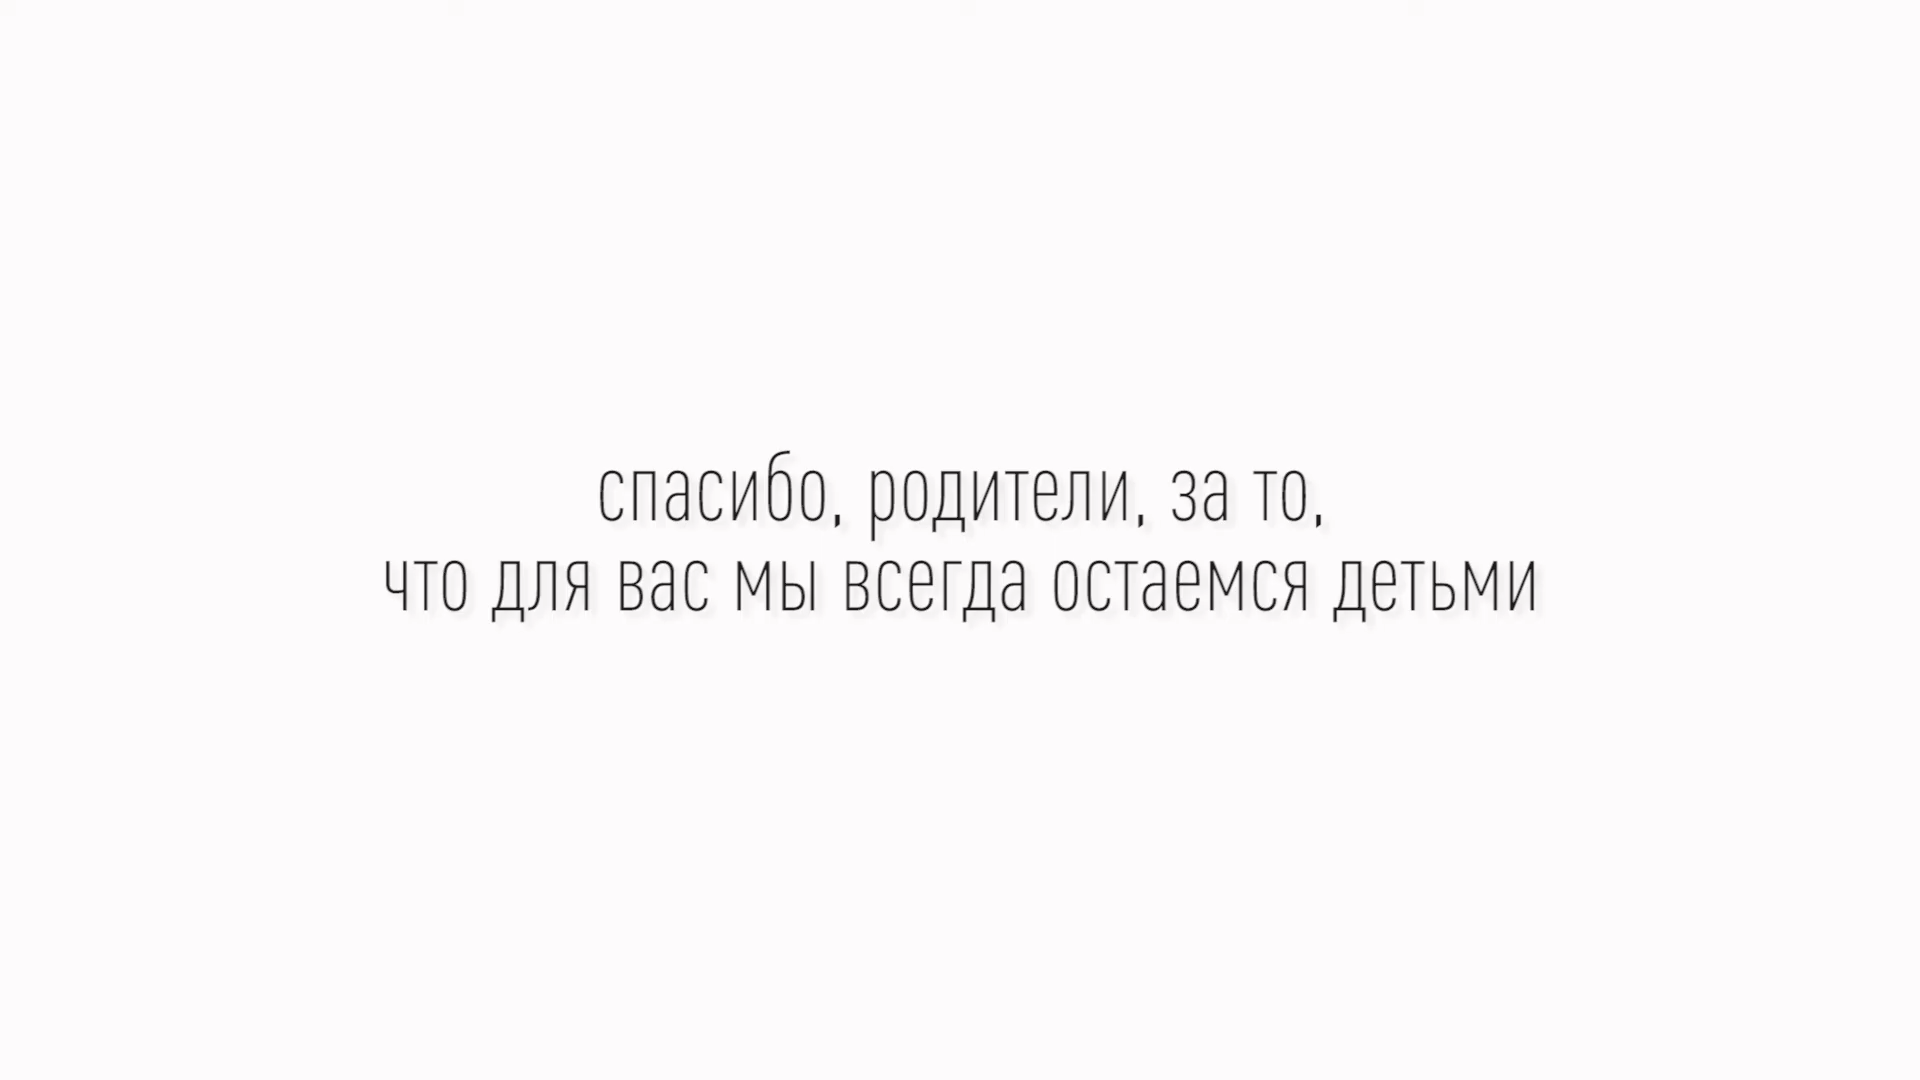 спасибо, родители, за то,
что для вас мы всегда остаемся детьми